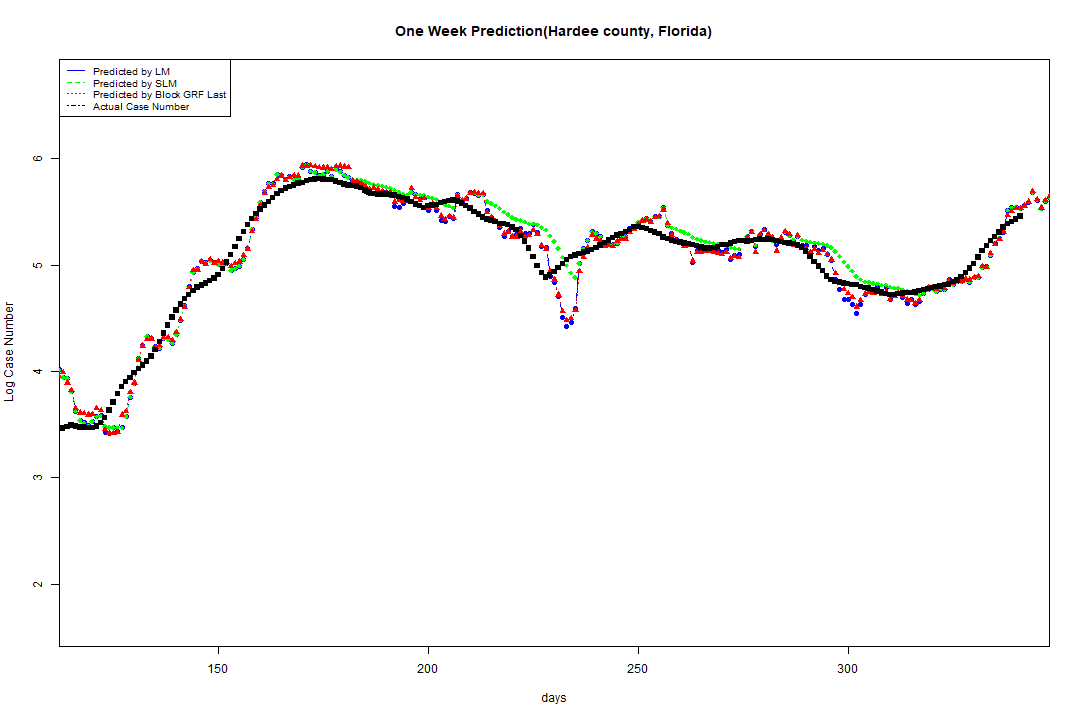 One Week Prediction(Hardee county, Florida)
Predicted by LM
Predicted by SLM
Predicted by Block GRF Last
Actual Case Number
6
5
4
3
2
Log Case Number
150
200
250
300
days